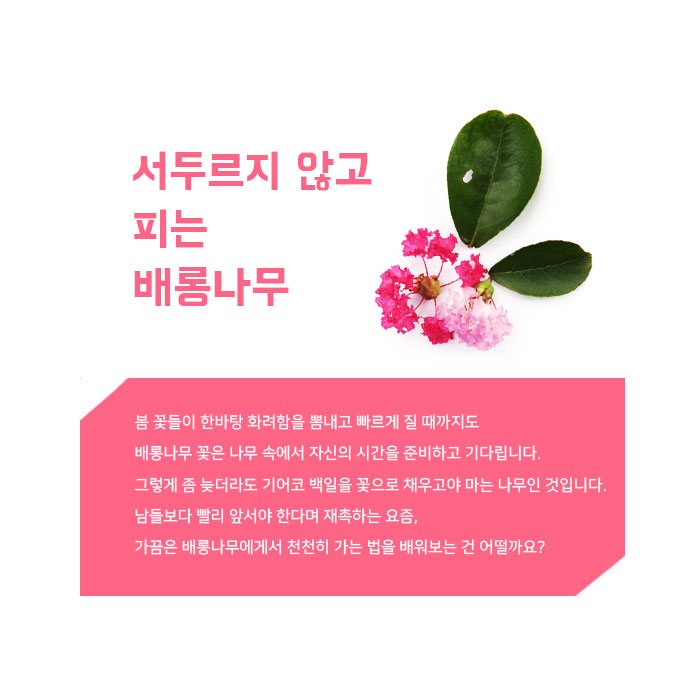 서두르지 않고
피는
배롱나무
봄 꽃들이 한바탕 화려함을 뽐내고 빠르게 질 때까지도
배롱나무 꽃은 나무 속에서 자신의 시간을 준비하고 기다립니다.
그렇게 좀 늦더라도 기어코 백일을 꽃으로 채우고야 마는 나무인 것입니다.
남들보다 빨리 앞서야 한다며 재촉하는 요즘,
가끔은 배롱나무에게서 천천히 가는 법을 배워보는 건 어떨까요?